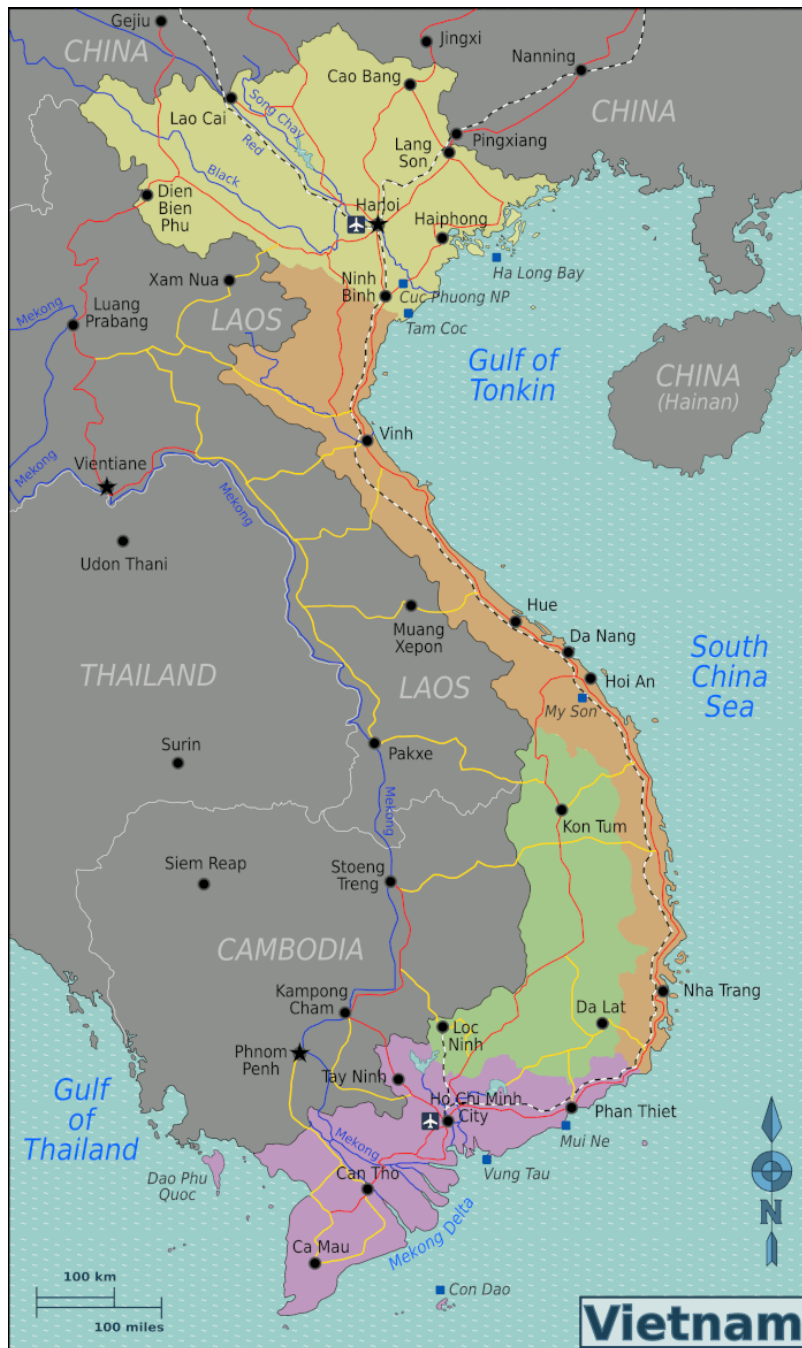 Gejiu
CHINA
Jingxi
Nanning
Cao Bang
CHINA
Lao Cai
Song Chay
Red
Lang
Son
Pingxiang
Black
Dien
Bien
Phu
Hanoi
Haiphong
Ha Long Bay
Xam Nua
Ninh
Binh
Cuc Phuong NP
Tam Coc
Mekong
Luang
Prabang
LAOS
Gulf of
Tonkin
CHINA
(Hainan)
Vinh
Vientiane
Mekong
Mekong
Udon Thani
Muang
Xepon
Hue
Da Nang
Hoi An
South
China
Sea
THAILAND
LAOS
My Son
Surin
Pakxe
Mekong
Kon Tum
Siem Reap
Stoeng
Treng
CAMBODIA
Kampong
Cham
Nha Trang
Da Lat
Loc
Ninh
Phnom
Penh
Tay Ninh
Ho Chi Minh
City
Phan Thiet
Mui Ne
Gulf
of
Thailand
Mekong
Vung Tau
Dao Phu
Quoc
Can Tho
Mekong Delta
Ca Mau
N
Con Dao
100 km
100 miles
Vietnam